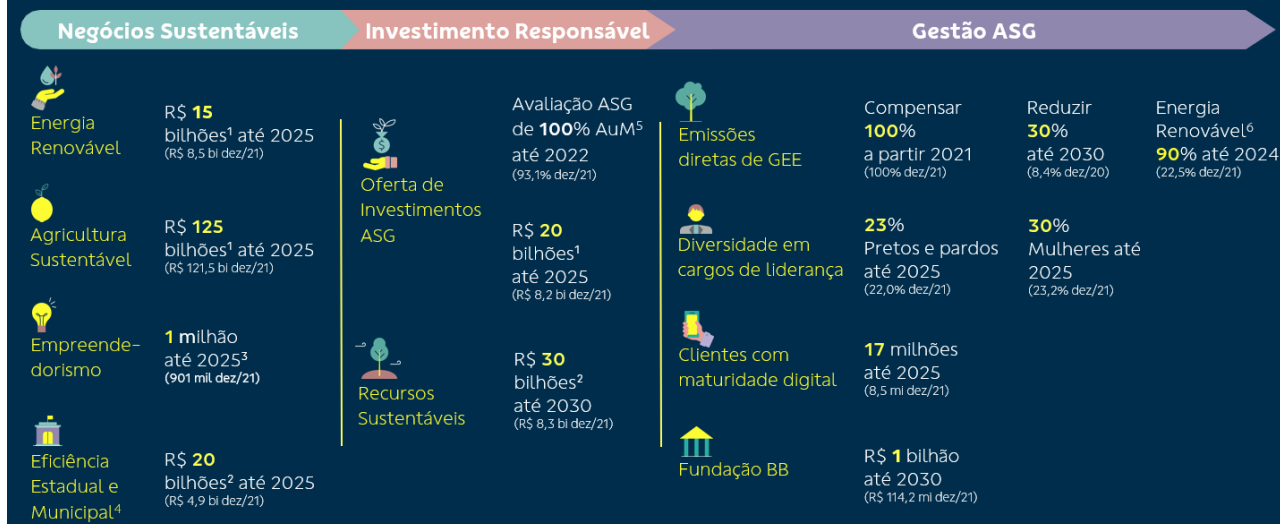 Negócios Sustentáveis
Investimento Responsável
Gestão ASG
Energia
Renovável
R$ 15
bilhões¹ até 2025
(R$ 8,5 bi dez/21)
Agricultura
Sustentável
R$ 125
bilhões¹ até 2025
(R$ 121,5 bi dez/21)
Empreende-
dorismo
1 milhão
até 2025³
(901 mil dez/21)
Eficiência
Estadual e
Municipal⁴
R$ 20
bilhões² até 2025
(R$ 4,9 bi dez/21)
Oferta de
Investimentos
ASG
Avaliação ASG
de 100% AuM⁵
até 2022
(93,1% dez/21)
R$ 20
bilhões¹
até 2025
(R$ 8,2 bi dez/21)
Recursos
Sustentáveis
R$ 30
bilhões²
até 2030
(R$ 8,3 bi dez/21)
Emissões
diretas de GEE
Compensar
100%
a partir 2021
(100% dez/21)
Reduzir
30%
até 2030
(8,4% dez/20)
Energia
Renovável⁶
90% até 2024
(22,5% dez/21)
Diversidade em
cargos de liderança
23%
Pretos e pardos
até 2025
(22,0% dez/21)
30%
Mulheres até
2025
(23,2% dez/21)
Clientes com
maturidade digital
17 milhões
até 2025
(8,5 mi dez/21)
Fundação BB
R$ 1 bilhão
até 2030
(R$ 114,2 mi dez/21)